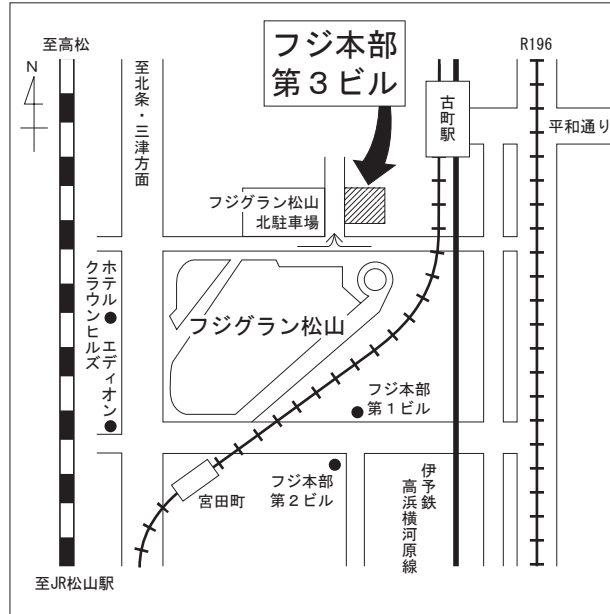 至高松
フジ本部
第３ビル
R196
N
至北条・三津方面
古町駅
平和通り
フジグラン松山
北駐車場
ホテル
クラウンヒルズ
フジグラン松山
エディオン
フジ本部
第１ビル
フジ本部
第２ビル
宮田町
伊予鉄
高浜横河原線
至JR松山駅